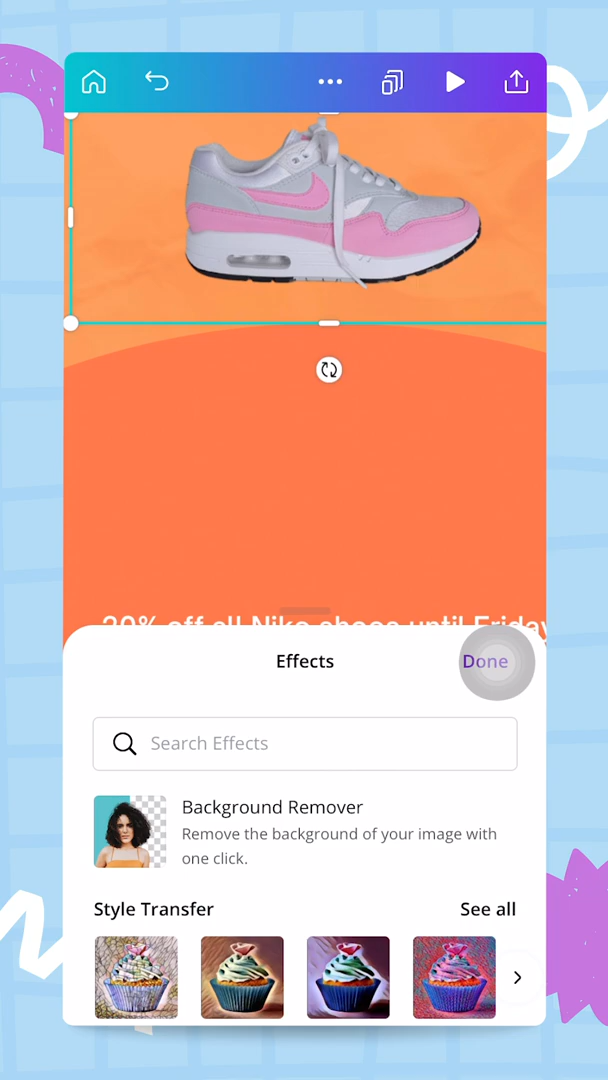 20% off all Nike shoes until Friday
Effects
Done
Search Effects
Background Remover
Remove the background of your image with
one click.
Style Transfer
See all